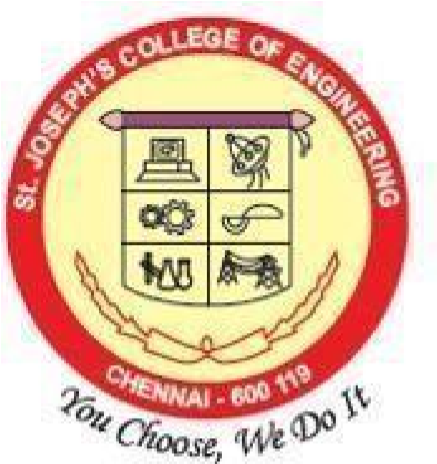 St. JOSEPH'S COLLEGE OF ENGINEERING
CHENNAI - 600 119
You Choose, We Do It